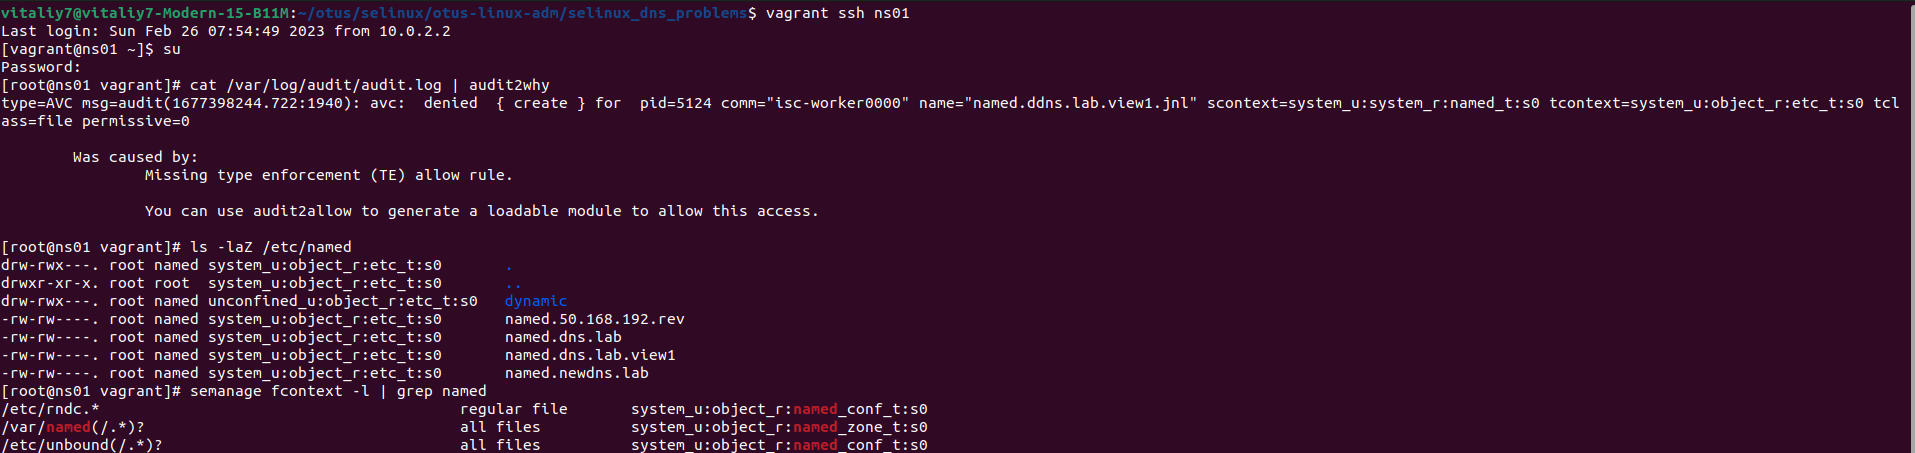 vitaliy7@vitaliy7-Modern-15-B11M:~/otus/selinux/otus-linux-adm/selinux_dns_problems$ vagrant ssh ns01
Last login: Sun Feb 26 07:54:49 2023 from 10.0.2.2
[vagrant@ns01 ~]$ su
Password:
[root@ns01 vagrant]# cat /var/log/audit/audit.log | audit2why
type=AVC msg=audit(1677398244.722:1940): avc:  denied  { create } for  pid=5124 comm="isc-worker0000" name="named.ddns.lab.view1.jnl" scontext=system_u:system_r:named_t:s0 tcontext=system_u:object_r:etc_t:s0 tcl
ass=file permissive=0
Was caused by:
Missing type enforcement (TE) allow rule.
You can use audit2allow to generate a loadable module to allow this access.
[root@ns01 vagrant]# ls -laZ /etc/named
drw-rwx---. root named system_u:object_r:etc_t:s0       .
drwxr-xr-x. root root  system_u:object_r:etc_t:s0       ..
drw-rwx---. root named unconfined_u:object_r:etc_t:s0   dynamic
-rw-rw----. root named system_u:object_r:etc_t:s0       named.50.168.192.rev
-rw-rw----. root named system_u:object_r:etc_t:s0       named.dns.lab
-rw-rw----. root named system_u:object_r:etc_t:s0       named.dns.lab.view1
-rw-rw----. root named system_u:object_r:etc_t:s0       named.newdns.lab
[root@ns01 vagrant]# semanage fcontext -l | grep named
/etc/rndc.*                                        regular file       system_u:object_r:named_conf_t:s0
/var/named(/.*)?                                   all files          system_u:object_r:named_zone_t:s0
/etc/unbound(/.*)?                                 all files          system_u:object_r:named_conf_t:s0